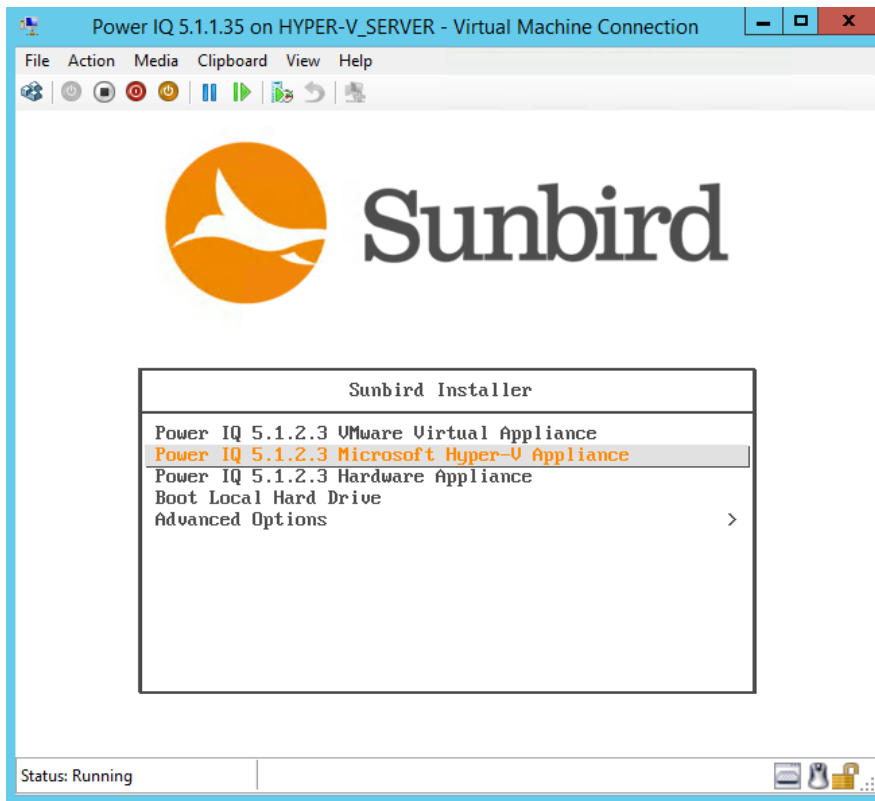 Power IQ 5.1.1.35 on HYPER-V_SERVER - Virtual Machine Connection
File Action Media Clipboard View Help
Sunbird
Sunbird Installer
Power IQ 5.1.2.3 VMware Virtual Appliance
Power IQ 5.1.2.3 Microsoft Hyper-V Appliance
Power IQ 5.1.2.3 Hardware Appliance
Boot Local Hard Drive
Advanced Options >
Status: Running